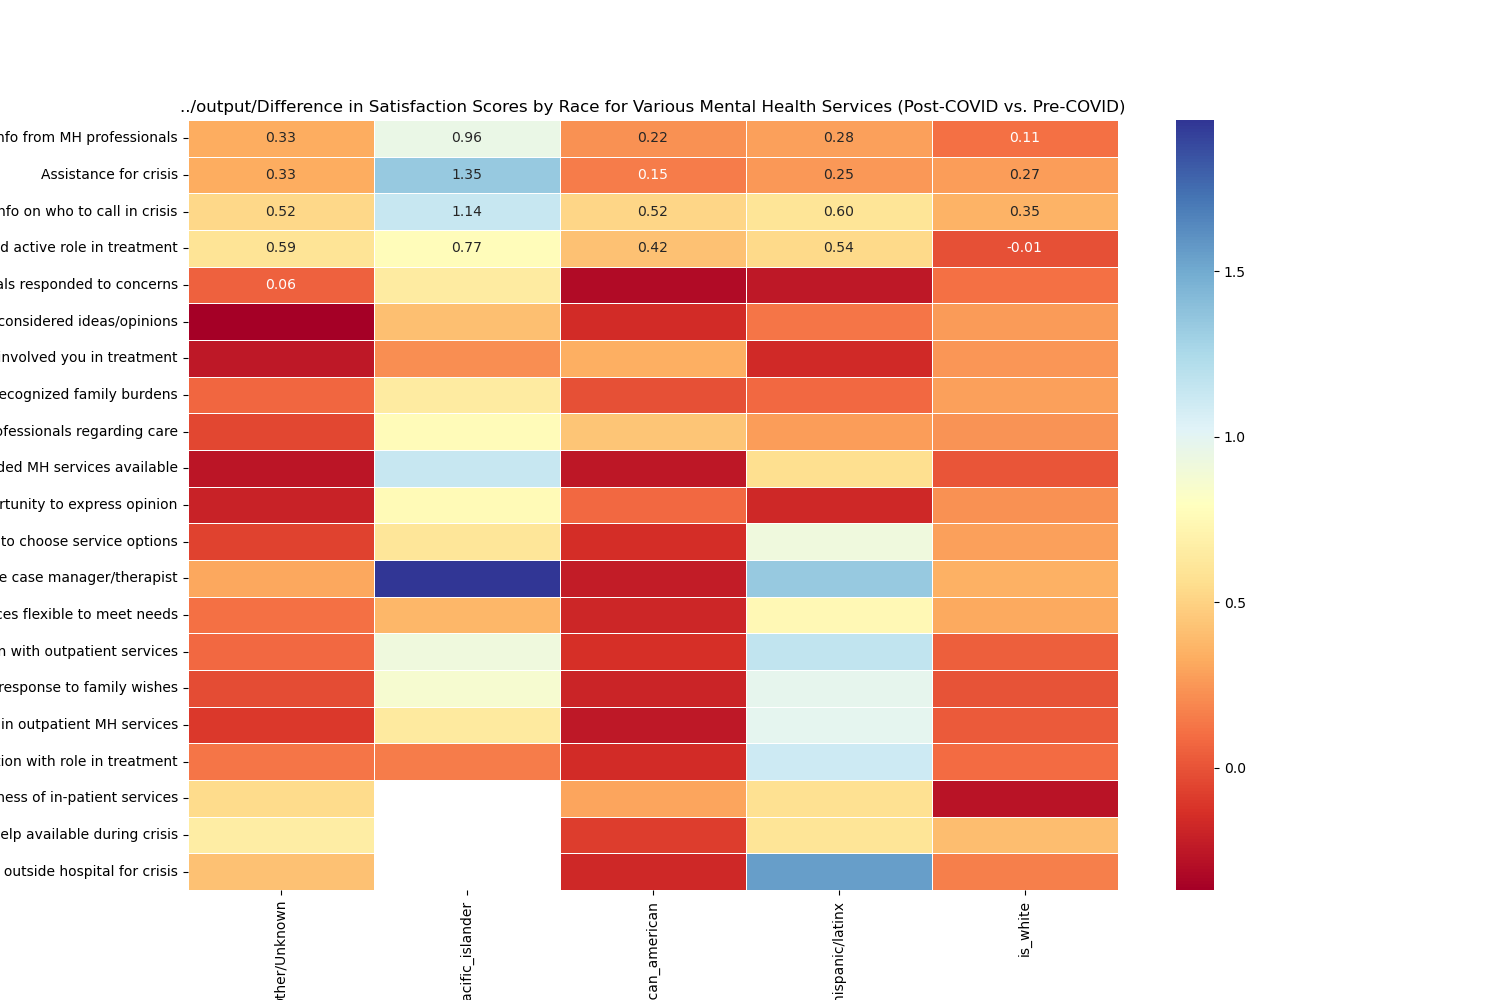 ../output/Difference in Satisfaction Scores by Race for Various Mental Health Services (Post-COVID vs. Pre-COVID)
nfo from MH professionals 0.33 0.96 0.22 0.28 0.11
Assistance for crisis 0.33 1.35 0.15 0.25 0.27
nfo on who to call in crisis 0.52 1.14 0.52 0.60 0.35
d active role in treatment 0.59 0.77 0.42 0.54 -0.01
als responded to concerns 0.06
considered ideas/opinions
nvolved you in treatment
ecognized family burdens
ofessionals regarding care
ded MH services available
rtunity to express opinion
to choose service options
e case manager/therapist
ces flexible to meet needs
n with outpatient services
response to family wishes
in outpatient MH services
tion with role in treatment
ness of in-patient services
elp available during crisis
outside hospital for crisis
ther/Unknown
acific_islander
can_american
hispanic/latinx
is_white
1.5
1.0
0.5
0.0